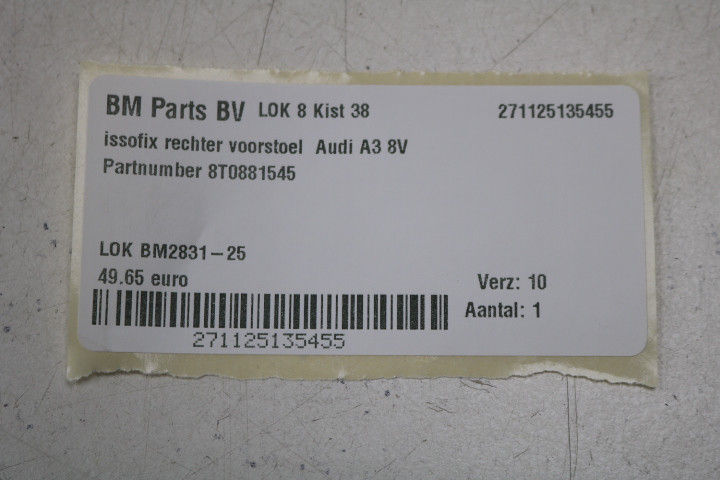 BM Parts BV LOK 8 Kist 38 271125135455
issofix rechter voorstoel Audi A3 8V
Partnumber 8T0881545
LOK BM2831-25
49.65 euro Verz: 10
Aantal: 1
271125135455